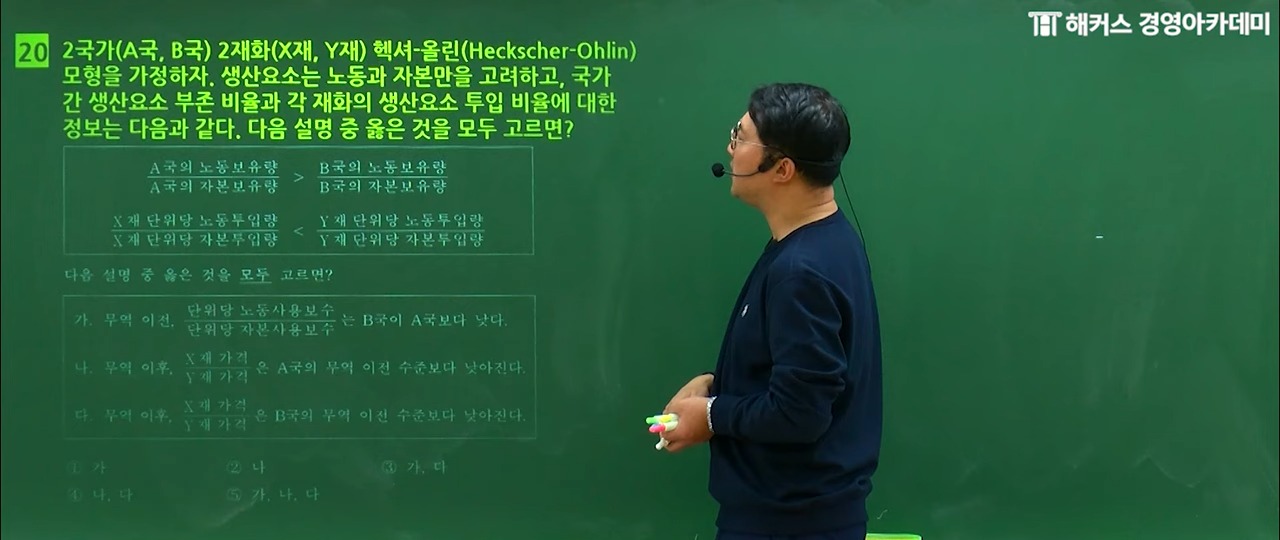 해커스 경영아카데미
20 2국가(A국, B국) 2재화(X재, Y재) 헥셔-올린(Heckscher-Ohlin)
모형을 가정하자. 생산요소는 노동과 자본만을 고려하고, 국가
간 생산요소 부존 비율과 각 재화의 생산요소 투입 비율에 대한
정보는 다음과 같다. 다음 설명 중 옳은 것을 모두 고르면?
A국의 노동보유량 > B국의 노동보유량
A국의 자본보유량 B국의 자본보유량
X재 단위당 노동투입량 < Y재 단위당 노동투입량
X재 단위당 자본투입량 Y재 단위당 자본투입량
다음 설명 중 옳은 것을 모두 고르면?
가. 무역 이전, 단위당 노동사용보수 는 B국이 A국보다 낮다.
단위당 자본사용보수
나. 무역 이후, X재 가격 은 A국의 무역 이전 수준보다 낮아진다.
Y재 가격
다. 무역 이후, X재 가격 은 B국의 무역 이전 수준보다 낮아진다.
Y재 가격
① 가 ② 나 ③ 가, 다
④ 나, 다 ⑤ 가, 나, 다